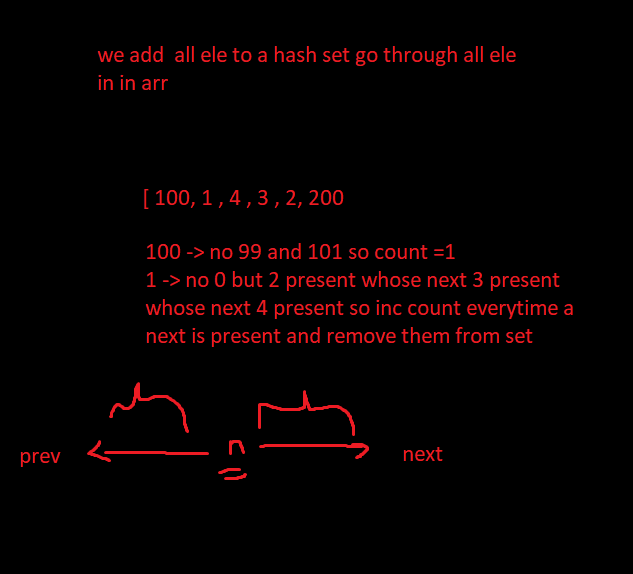 we add all ele to a hash set go through all ele
in in arr
[ 100, 1 , 4 , 3 , 2, 200
100 -> no 99 and 101 so count =1
1 -> no 0 but 2 present whose next 3 present
whose next 4 present so inc count everytime a
next is present and remove them from set
prev n next